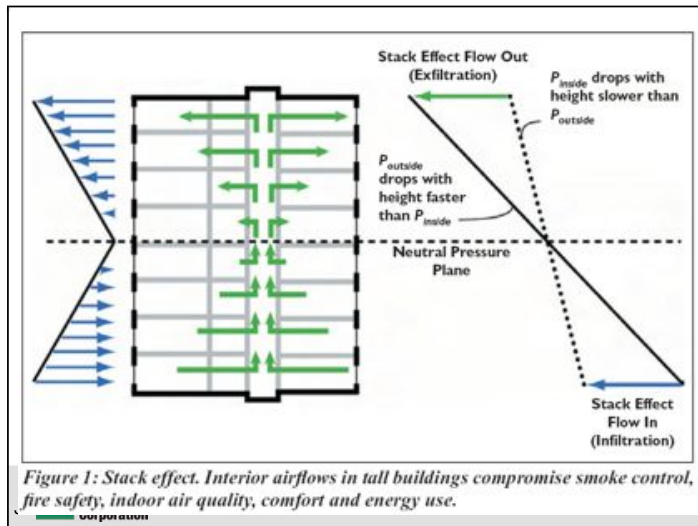 Stack Effect Flow Out
(Exfiltration)
P inside drops with
height slower than
P outside
P outside
drops with
height faster
than P inside
Neutral Pressure
Plane
Stack Effect
Flow In
(Infiltration)
Figure 1: Stack effect. Interior airflows in tall buildings compromise smoke control,
fire safety, indoor air quality, comfort and energy use.
Corporation